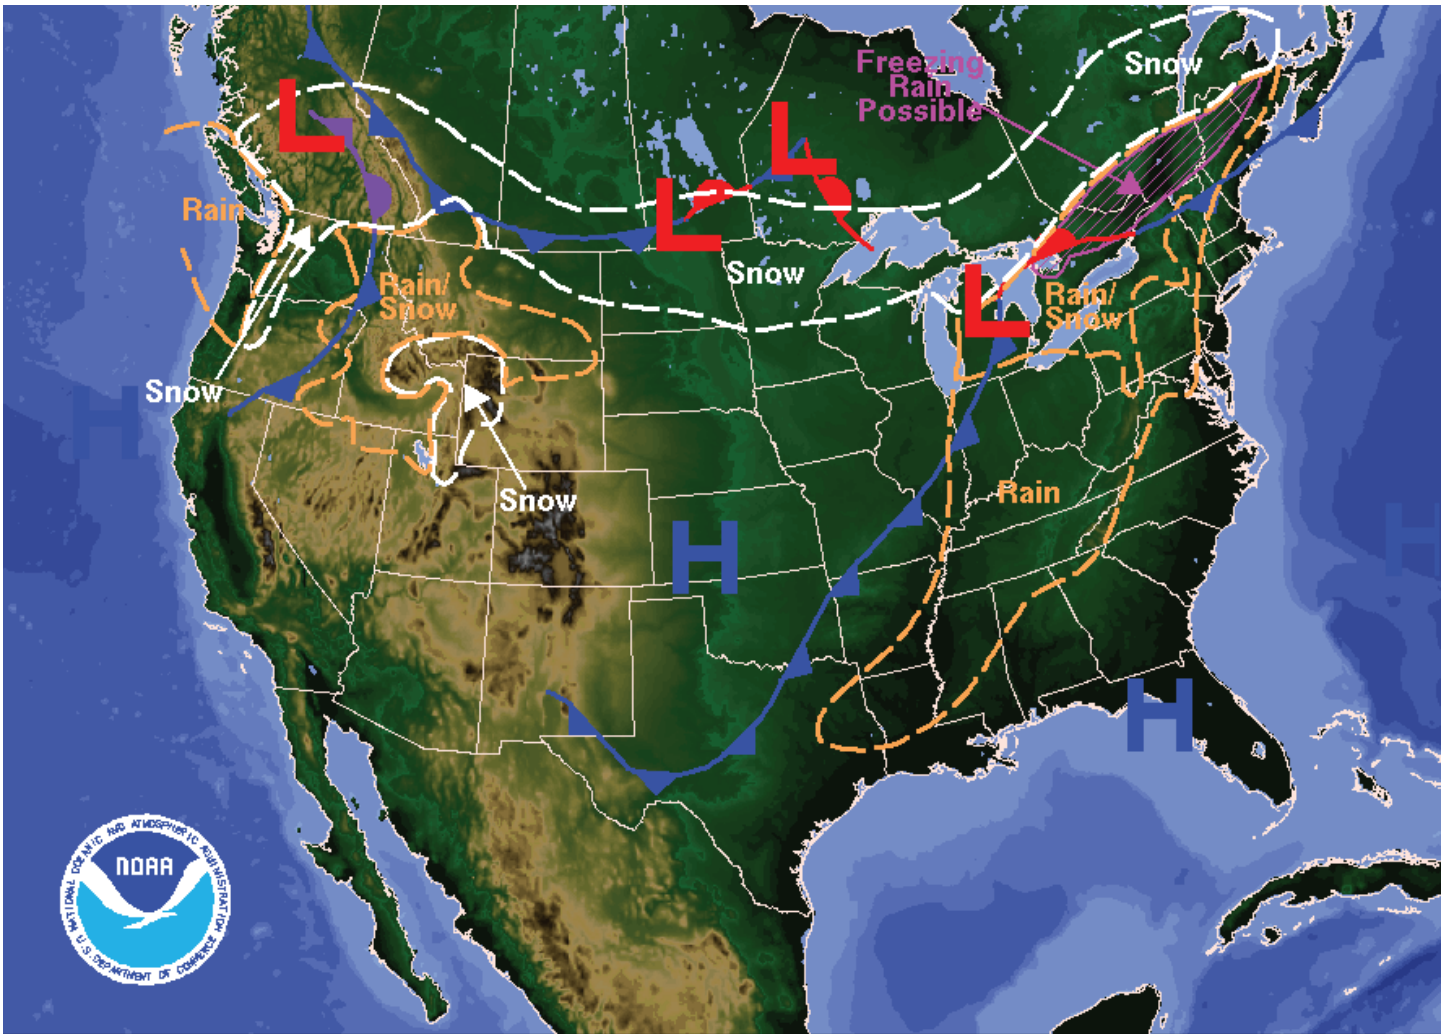 Freezing
Rain
Possible
Snow
L
L
L
Rain
Snow
Rain/
Snow
L
Rain/
Snow
Snow
H
Rain
Snow
H
H
H
NATIONAL OCEANIC AND ATMOSPHERIC ADMINISTRATION
NOAA
U.S. DEPARTMENT OF COMMERCE